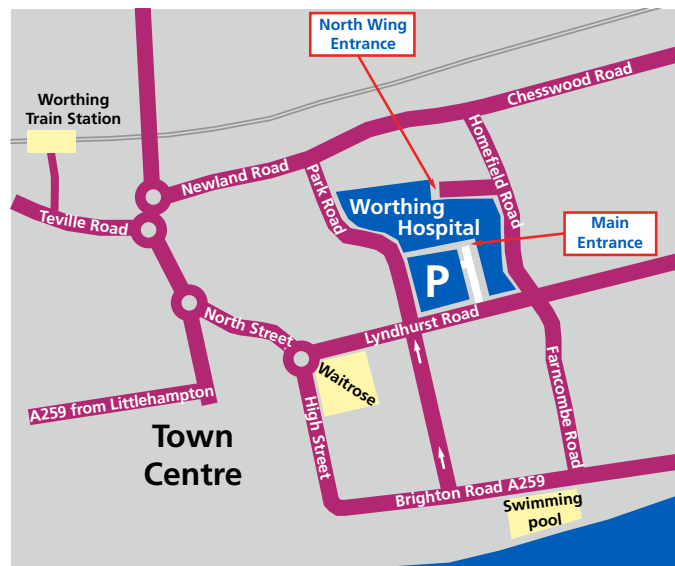 North Wing
Entrance
Worthing
Train Station
Chesswood Road
Newland Road
Park Road
Homefield Road
Teville Road
Worthing
Hospital
Main
Entrance
P
North Street
Lyndhurst Road
Waitrose
A259 from Littlehampton
High Street
Farncombe Road
Town
Centre
Brighton Road A259
Swimming
pool